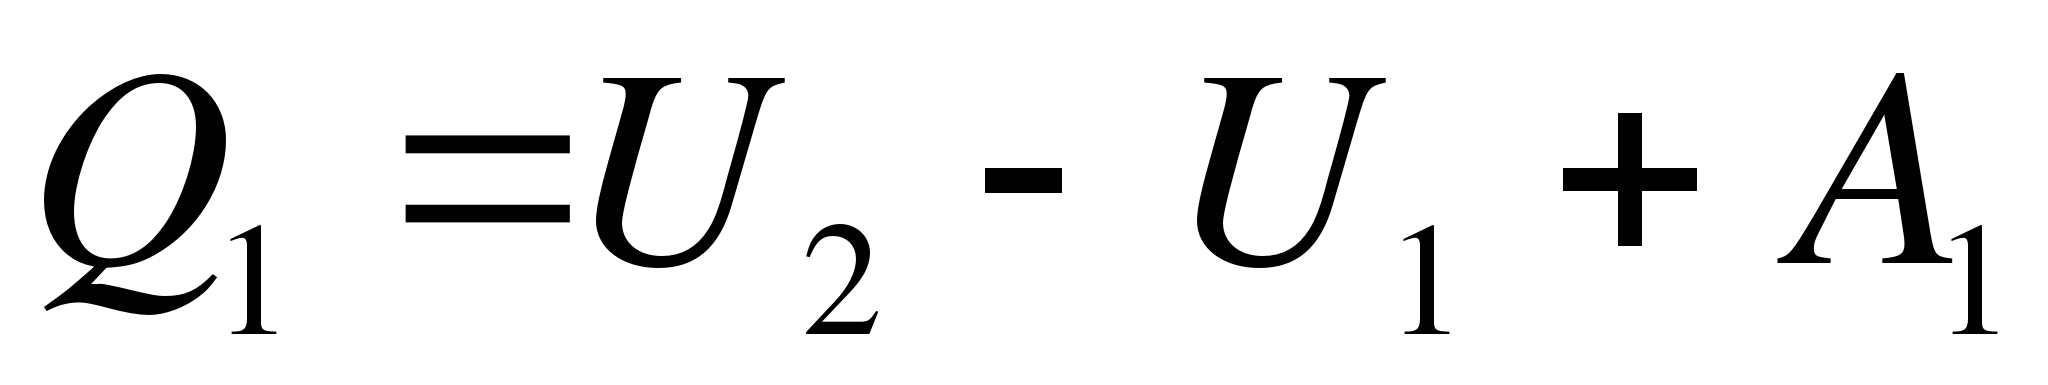 Q₁ = U₂ - U₁ + A₁